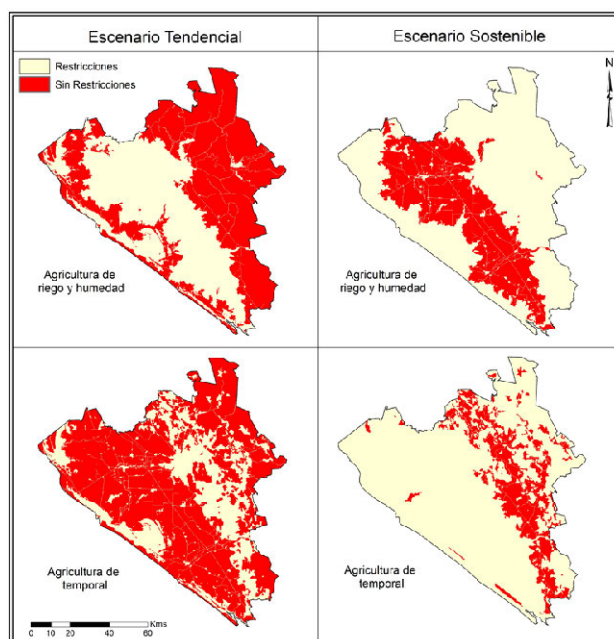 Escenario Tendencial
Escenario Sostenible
Restricciones
Sin Restricciones
N
Agricultura de
riego y humedad
Agricultura de
riego y humedad
Agricultura de
temporal
Agricultura de
temporal
Kms
0 10 20 40 60